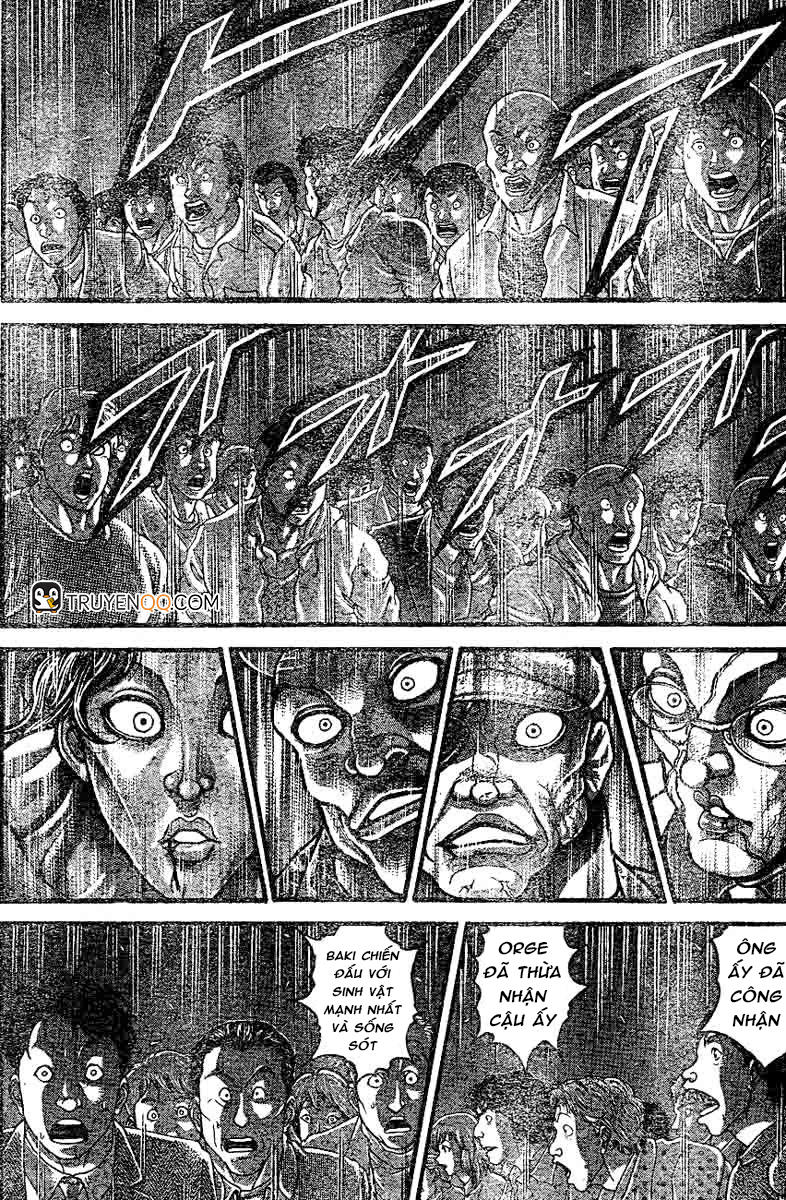 TRUYENQQ.COM
ÔNG
ẤY ĐÃ
CÔNG
NHẬN
ORGE
ĐÃ THỪA
NHẬN
CẬU ẤY
BAKI CHIẾN
ĐẤU VỚI
SINH VẬT
MẠNH NHẤT
VÀ SỐNG
SÓT